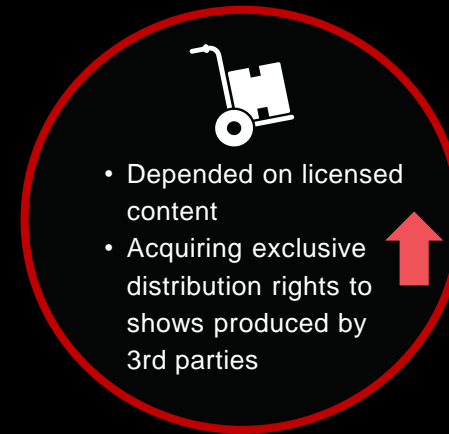 • Depended on licensed
content
• Acquiring exclusive
distribution rights to
shows produced by
3rd parties